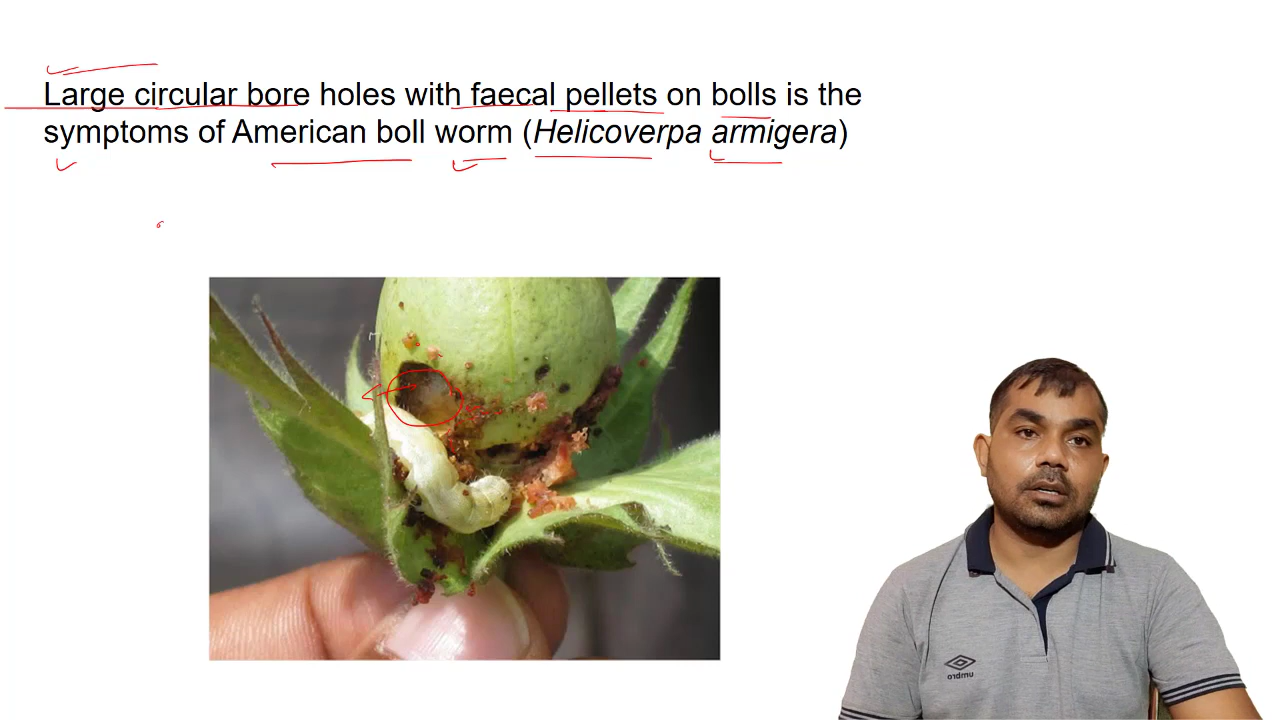 Large circular bore holes with faecal pellets on bolls is the
symptoms of American boll worm (Helicoverpa armigera)
umbro